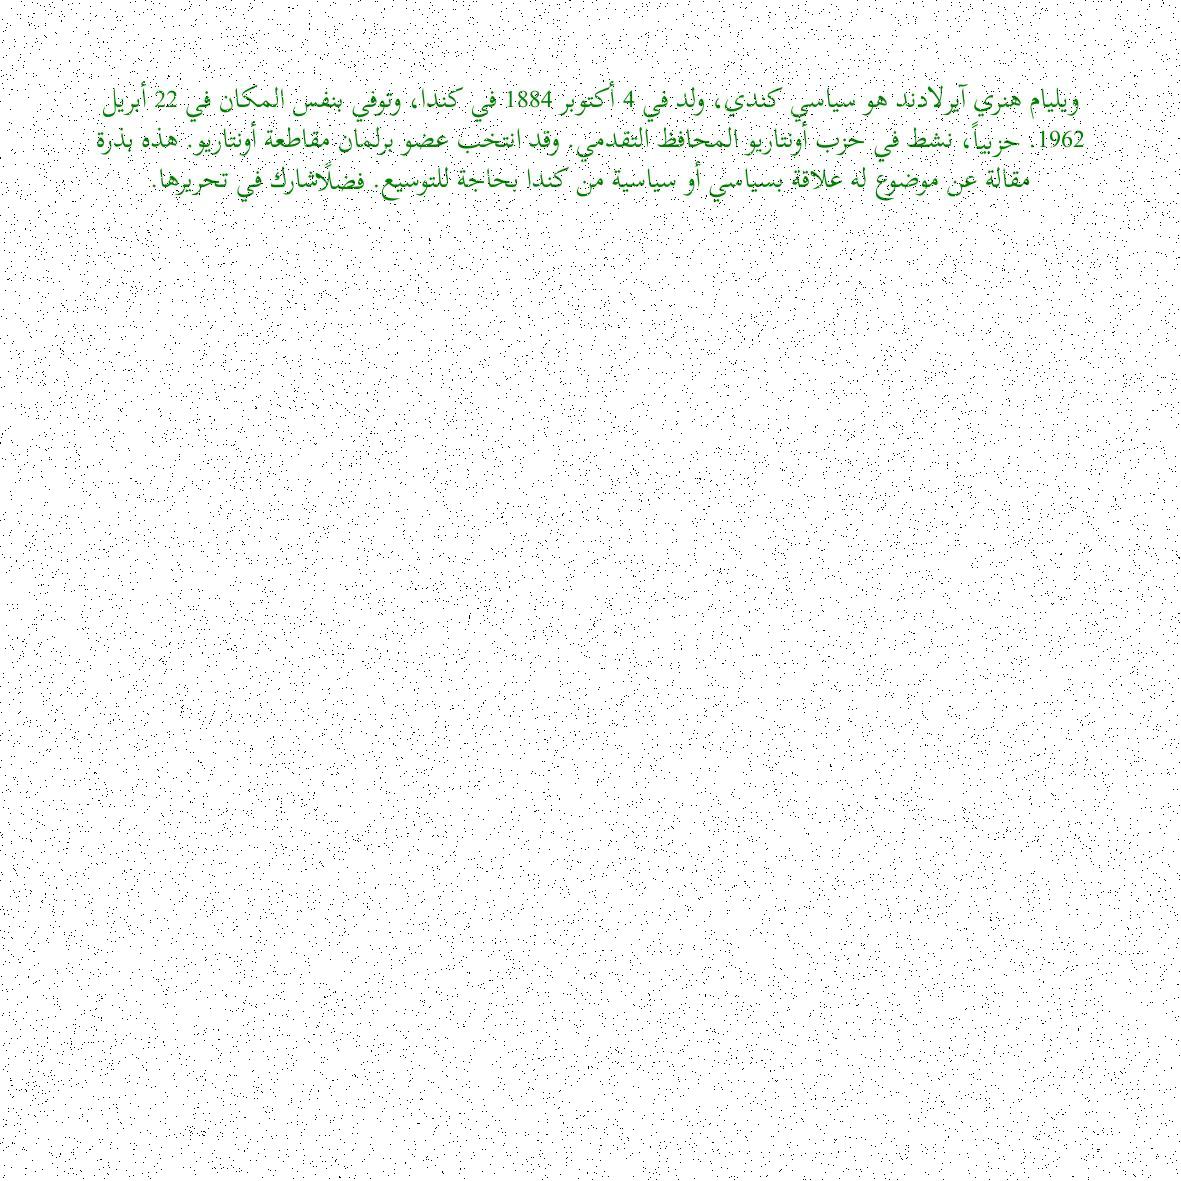 ويليام هنري آيرلادند هو سياسي كندي، ولد في 4 أكتوبر 1884 في كندا، وتوفي بنفس المكان في 22 أبريل
1962. حزبياً، نشط في حزب أونتاريو المحافظ التقدمي. وقد انتخب عضو برلمان مقاطعة أونتاريو. هذه بذرة
مقالة عن موضوع له علاقة بسياسي أو سياسية من كندا بحاجة للتوسيع. فضلًاشارك في تحريرها.